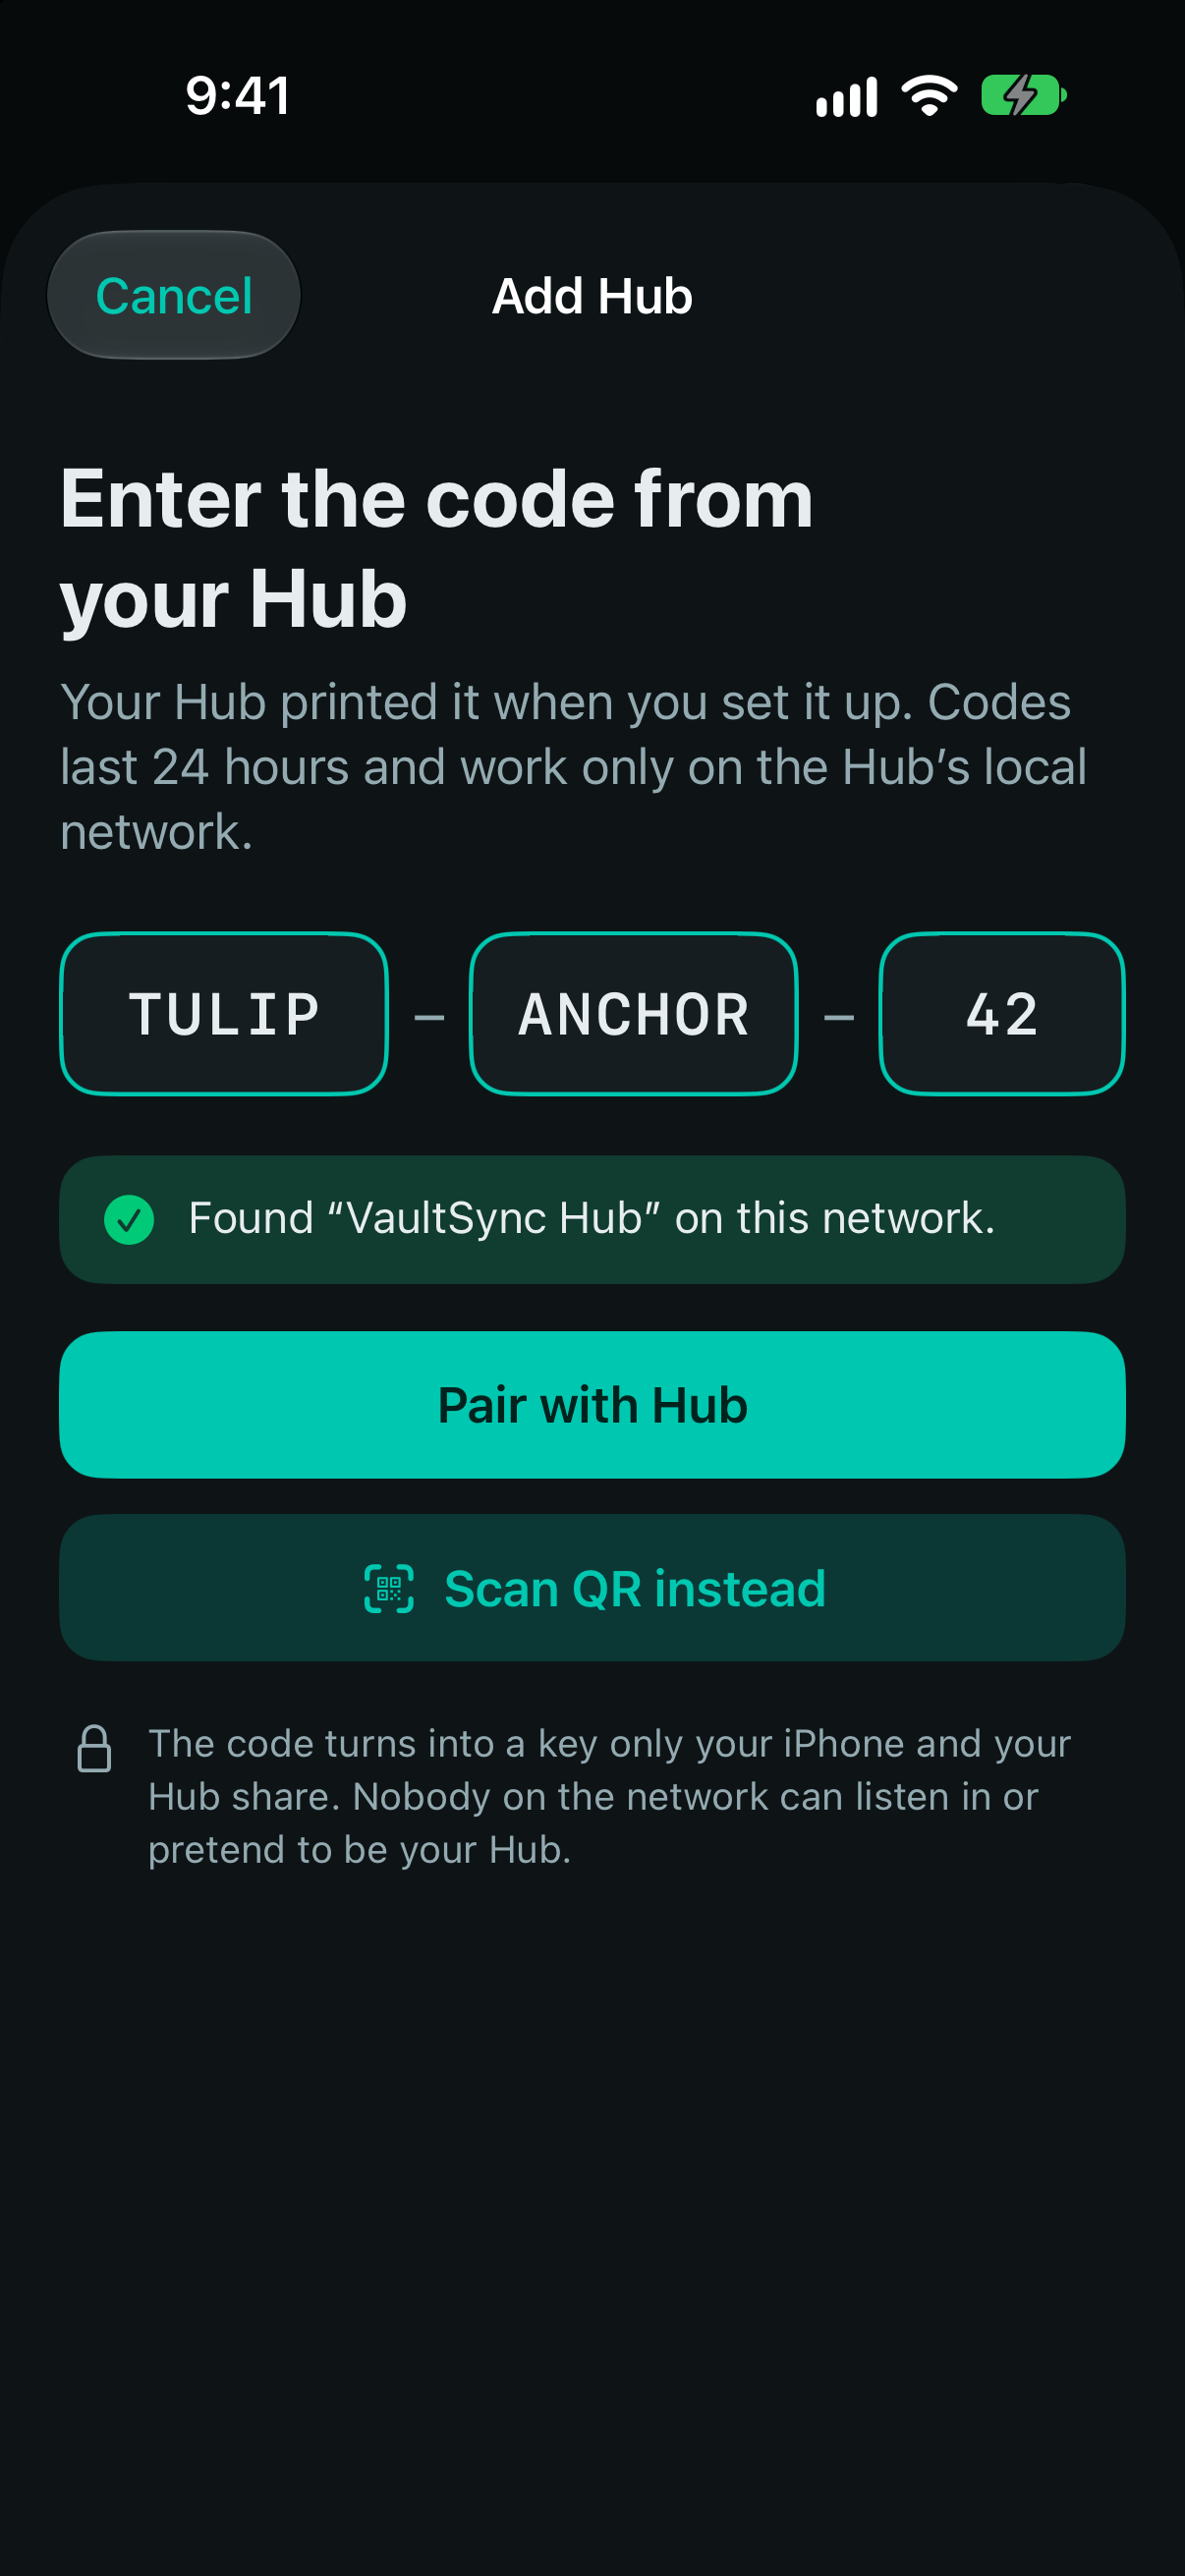 9:41
Cancel
Add Hub
Enter the code from
your Hub
Your Hub printed it when you set it up. Codes
last 24 hours and work only on the Hub’s local
network.
TULIP – ANCHOR – 42
Found “VaultSync Hub” on this network.
Pair with Hub
Scan QR instead
The code turns into a key only your iPhone and your
Hub share. Nobody on the network can listen in or
pretend to be your Hub.